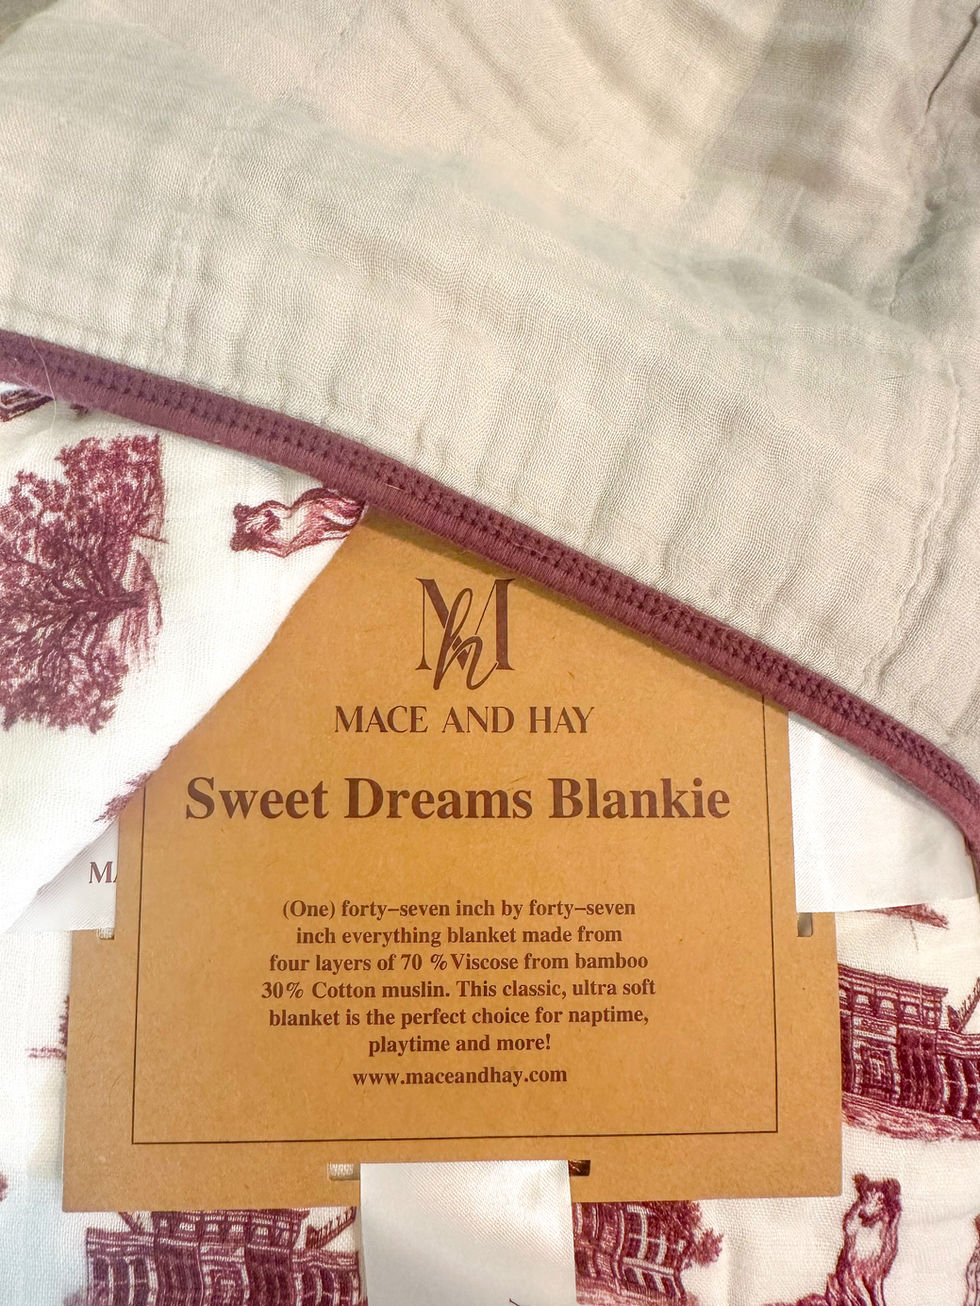 Mh
MACE AND HAY
Sweet Dreams Blankie
MA
(One) forty–seven inch by forty–seven
inch everything blanket made from
four layers of 70 % Viscose from bamboo
30% Cotton muslin. This classic, ultra soft
blanket is the perfect choice for naptime,
playtime and more!
www.maceandhay.com